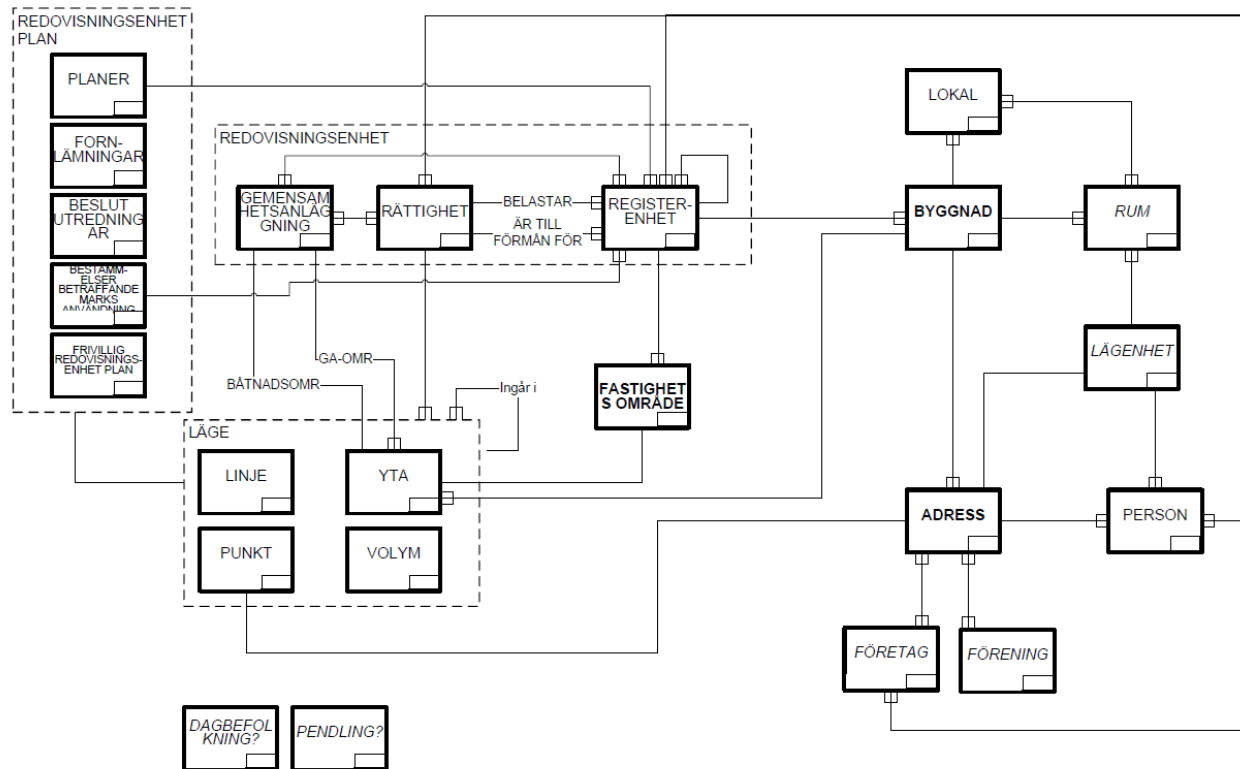 REDOVISNINGSENHET
PLAN
PLANER
FORN-
LÄMNINGAR
BESLUT
UTREDNING
AR
BESTÄMM-
ELSER
BETRÄFFANDE
MARKS
ANVÄNDNING
FRIVILLIG
REDOVISNINGS-
ENHET PLAN
REDOVISNINGSENHET
GEMENSAM
HETSANLÄG
GNING
RÄTTIGHET
BELASTAR
ÄR TILL
FÖRMÅN FÖR
REGISTER-
ENHET
LOKAL
BYGGNAD
RUM
LÄGENHET
GA-OMR
BÅTNADSOMR
Ingår i
FASTIGHET
S OMRÅDE
LÄGE
LINJE
YTA
PUNKT
VOLYM
ADRESS
PERSON
FÖRETAG
FÖRENING
DAGBEFOL
KNING?
PENDLING?